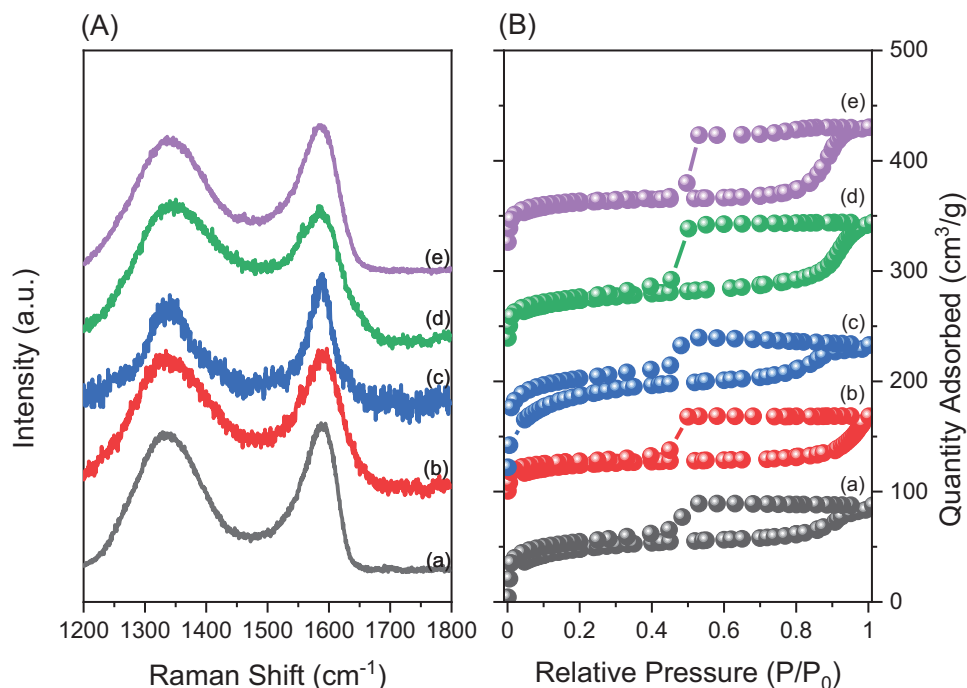 (A)
(B)
Intensity (a.u.)
(e)
(d)
(c)
(b)
(a)
1200 1300 1400 1500 1600 1700 1800
Raman Shift (cm⁻¹)
(e)
(d)
(c)
(b)
(a)
500
400
300
200
100
0
Quantity Adsorbed (cm³/g)
0 0.2 0.4 0.6 0.8 1
Relative Pressure (P/P₀)